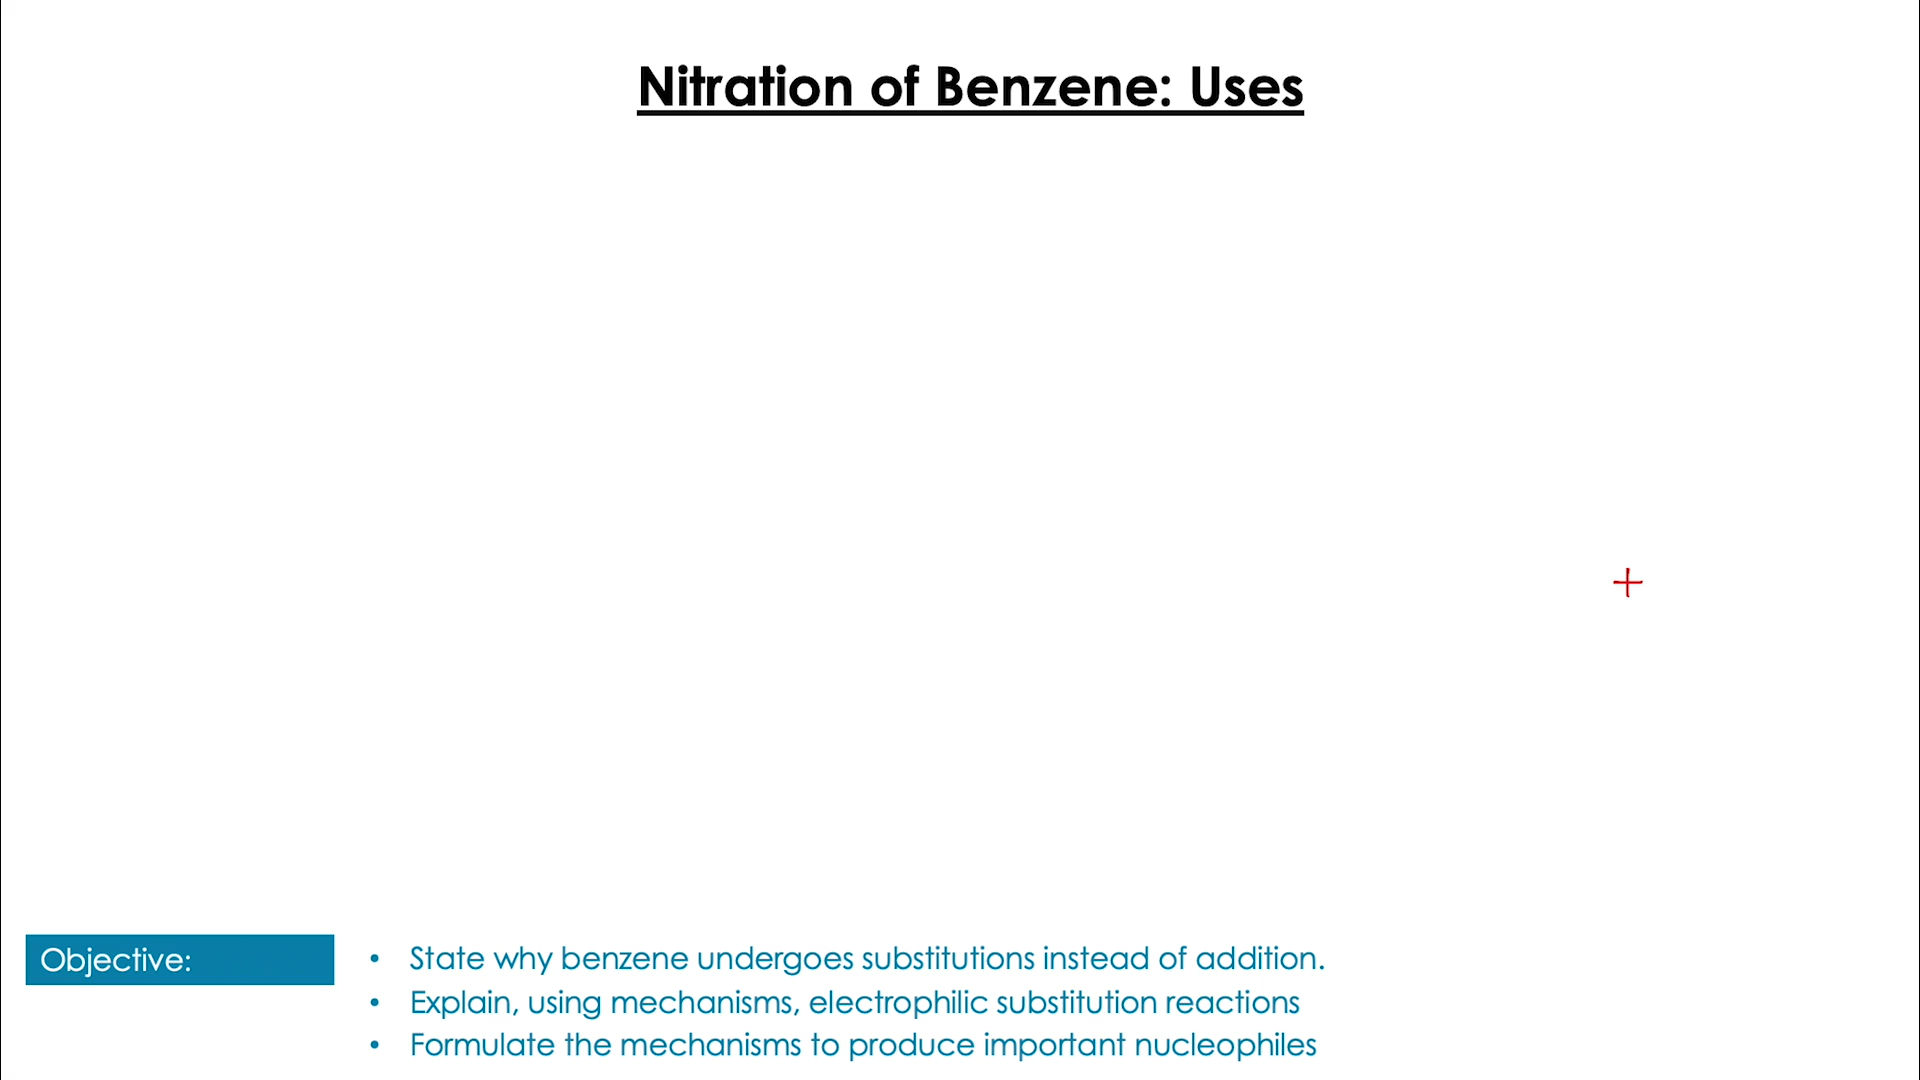 Nitration of Benzene: Uses
Objective:
• State why benzene undergoes substitutions instead of addition.
• Explain, using mechanisms, electrophilic substitution reactions
• Formulate the mechanisms to produce important nucleophiles